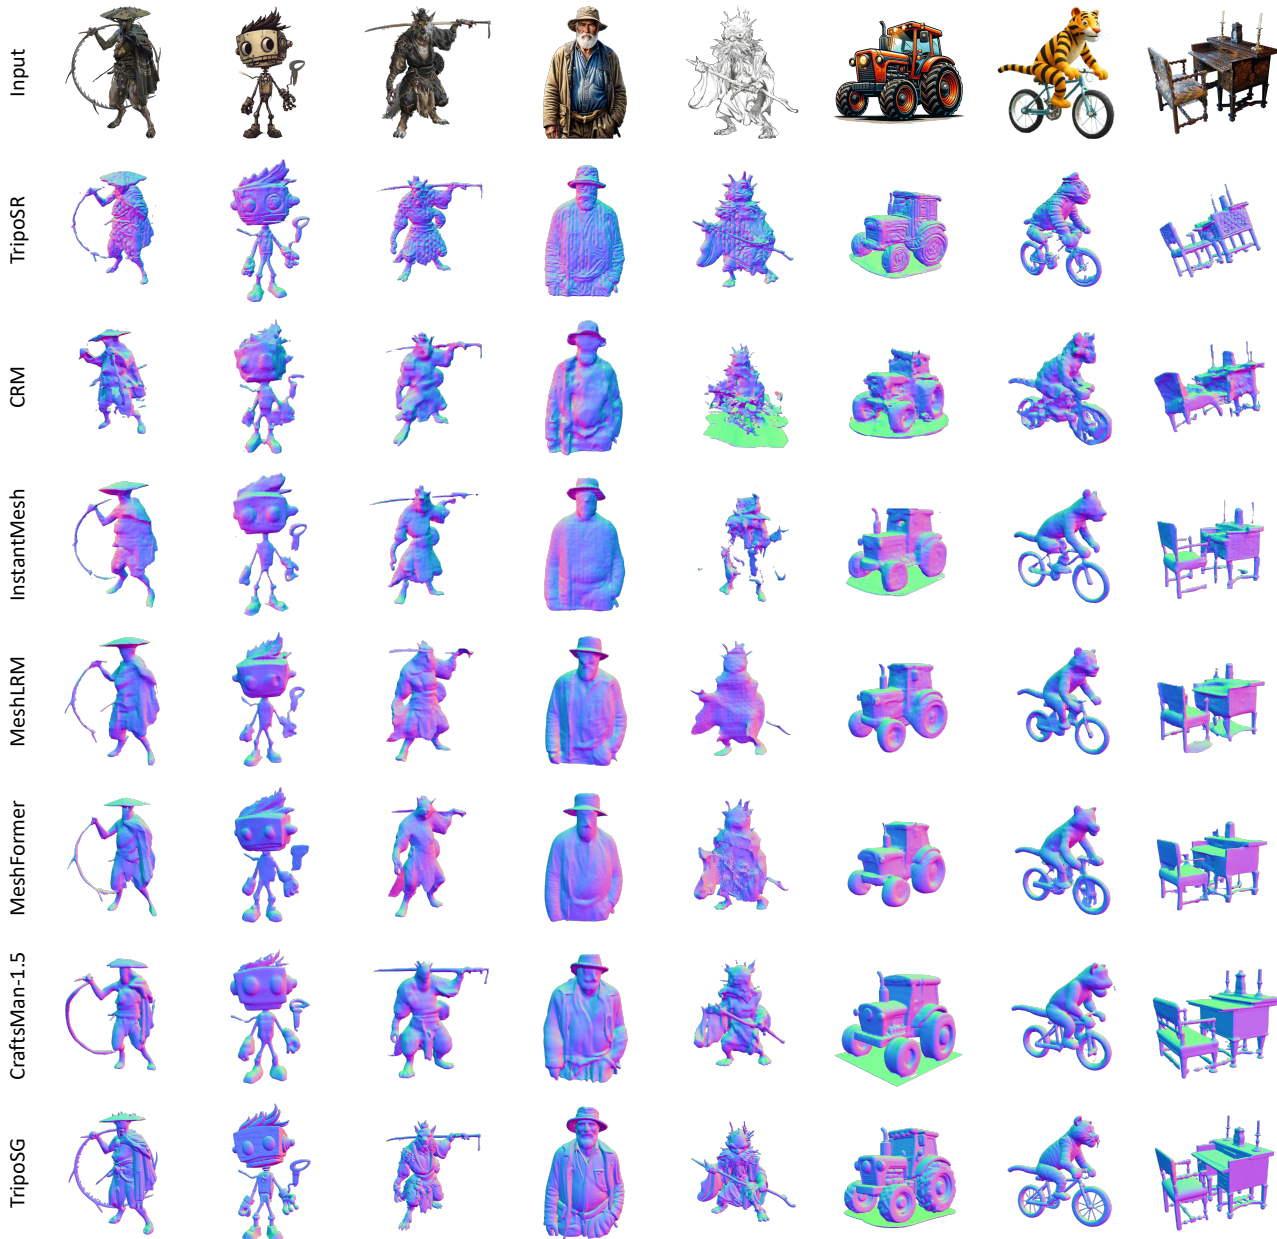 Input
TripoSR
CRM
InstantMesh
MeshLRM
MeshFormer
CraftsMan-1.5
TripoSG